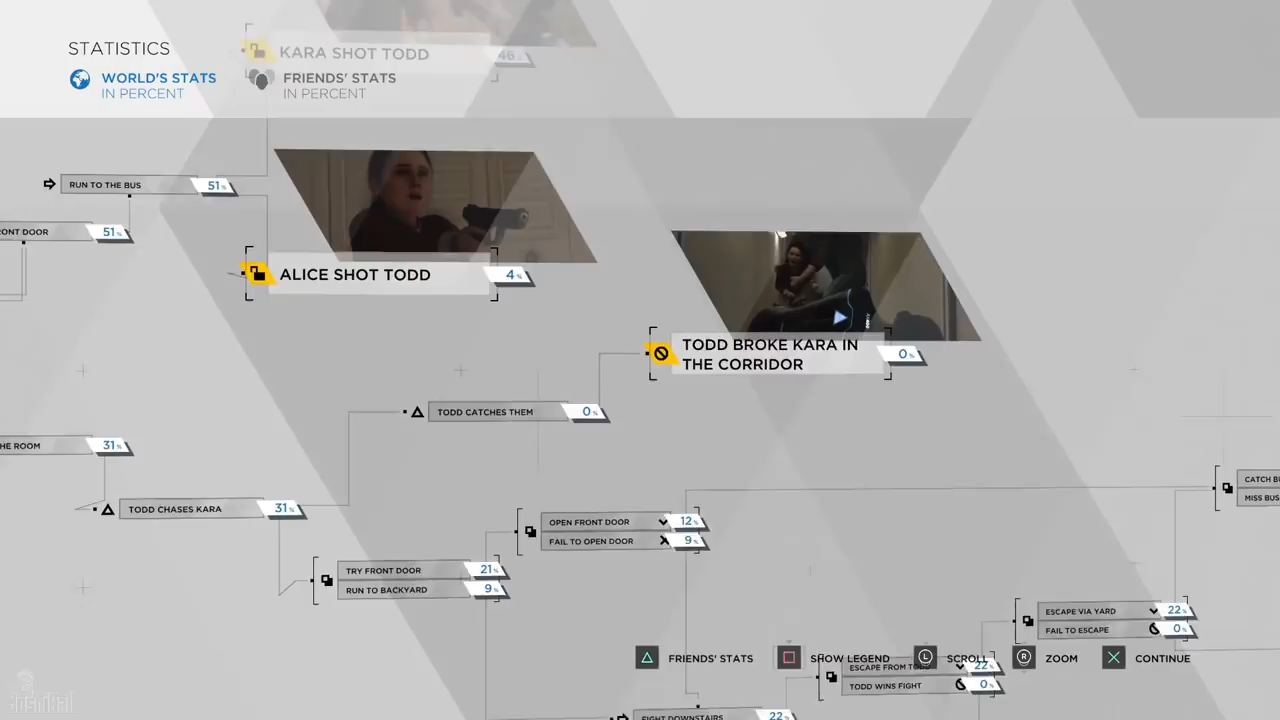 STATISTICS
WORLD'S STATS
IN PERCENT
FRIENDS' STATS
IN PERCENT
KARA SHOT TODD
46%
RUN TO THE BUS
51%
ONT DOOR
51%
ALICE SHOT TODD
4%
TODD BROKE KARA IN
THE CORRIDOR
0%
TODD CATCHES THEM
0%
HE ROOM
31%
TODD CHASES KARA
31%
CATCH BU
MISS BUS
OPEN FRONT DOOR
12%
FAIL TO OPEN DOOR
9%
TRY FRONT DOOR
21%
RUN TO BACKYARD
9%
ESCAPE VIA YARD
22%
FAIL TO ESCAPE
0%
ESCAPE FROM TODD
22%
TODD WINS FIGHT
0%
FIGHT DOWNSTAIRS
22%
FRIENDS' STATS
SHOW LEGEND
L
SCROLL
R
ZOOM
CONTINUE